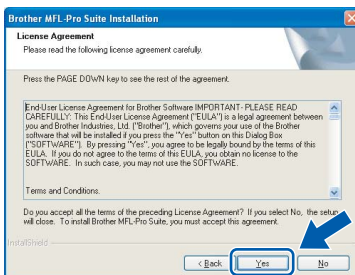 Brother MFL-Pro Suite Installation
License Agreement
Please read the following license agreement carefully.
Press the PAGE DOWN key to see the rest of the agreement.
End-User License Agreement for Brother Software IMPORTANT- PLEASE READ
CAREFULLY: This End-User License Agreement ("EULA") is a legal agreement between
you and Brother Industries, Ltd. ("Brother"), which governs your use of the Brother
software that will be installed if you press the "Yes" button on this Dialog Box
("SOFTWARE"). By pressing "Yes", you agree to be legally bound by the terms of this
EULA. If you do not agree to the terms of this EULA, you obtain no license to the
SOFTWARE. In such case, you may not use the SOFTWARE.
Terms and Conditions.
Do you accept all the terms of the preceding License Agreement? If you select No, the setup
will close. To install Brother MFL-Pro Suite, you must accept this agreement.
InstallShield
< Back
Yes
No